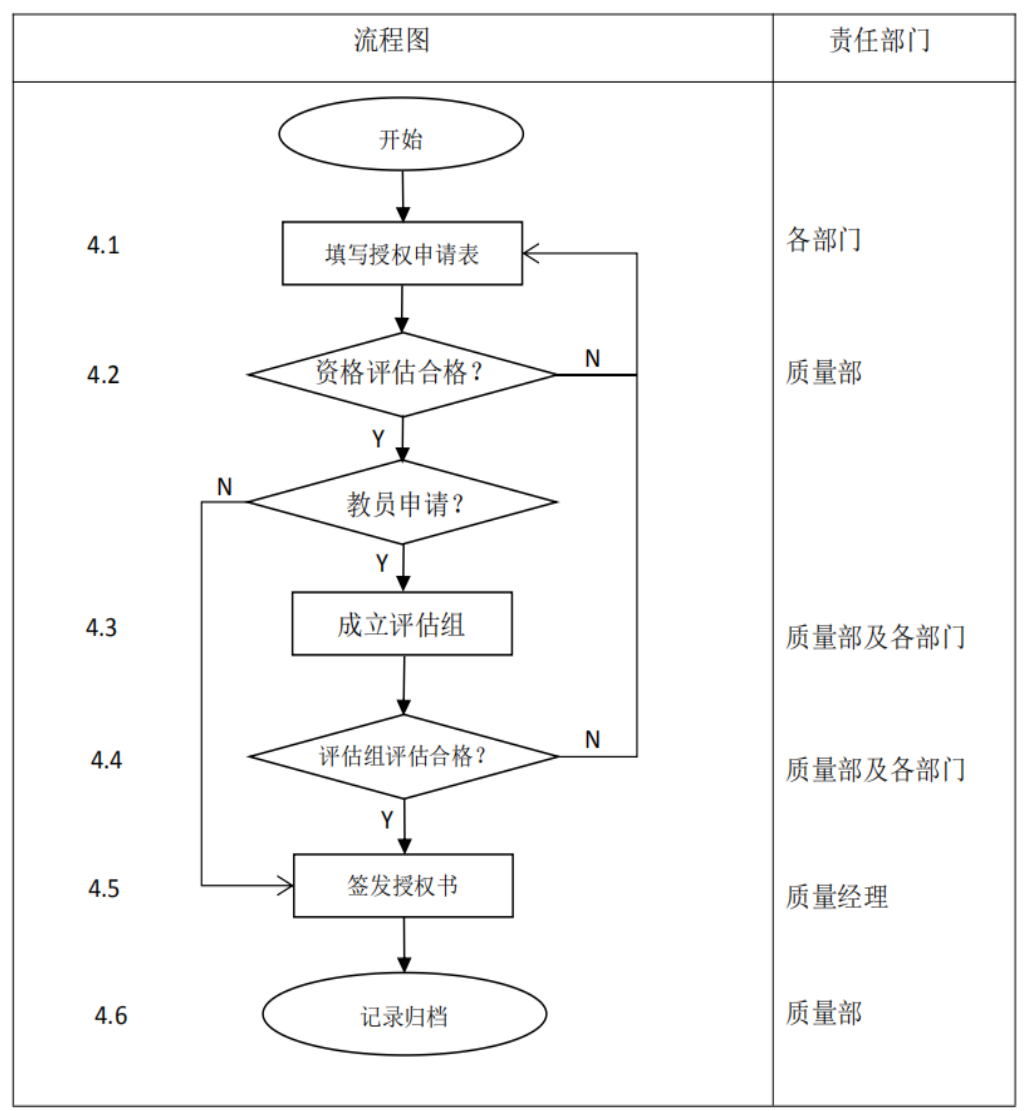 流程图 责任部门
开始
4.1 填写授权申请表 各部门
4.2 资格评估合格？ N 质量部
Y
N 教员申请？
Y
4.3 成立评估组 质量部及各部门
4.4 评估组评估合格？ N 质量部及各部门
Y
4.5 签发授权书 质量经理
4.6 记录归档 质量部